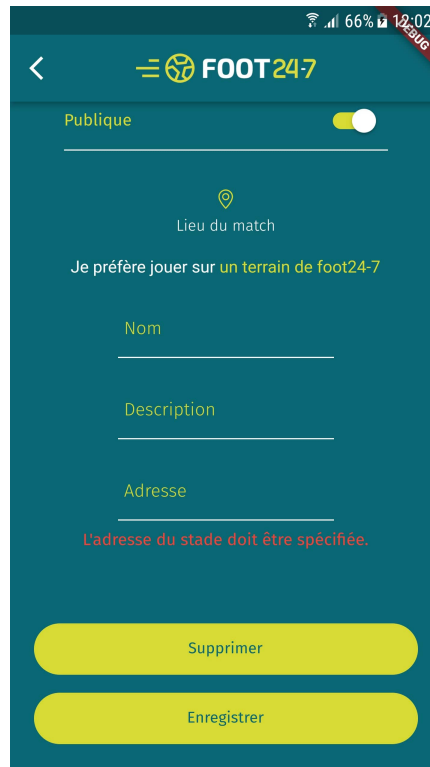 66% 12:02
DEBUG
FOOT24-7
Publique
Lieu du match
Je préfère jouer sur un terrain de foot24-7
Nom
Description
Adresse
L'adresse du stade doit être spécifiée.
Supprimer
Enregistrer